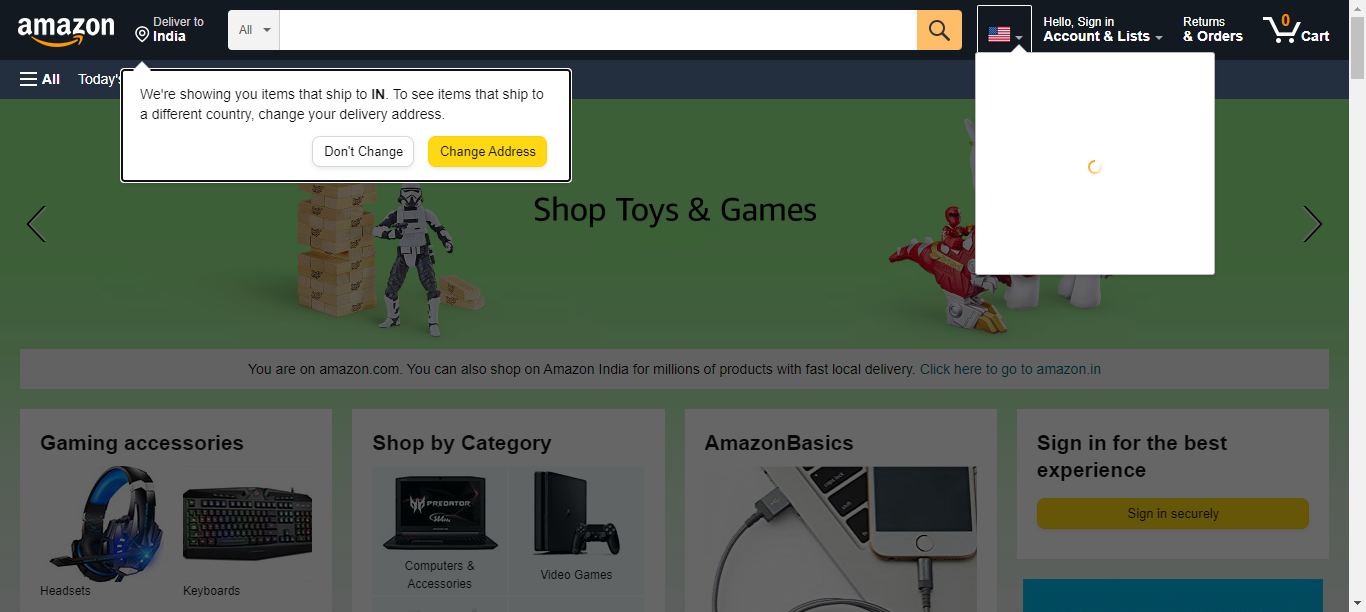 amazon
Deliver to
India
All
Hello, Sign in
Account & Lists
Returns
& Orders
0
Cart
All
Today's
We're showing you items that ship to IN. To see items that ship to
a different country, change your delivery address.
Don't Change
Change Address
Shop Toys & Games
You are on amazon.com. You can also shop on Amazon India for millions of products with fast local delivery. Click here to go to amazon.in
Gaming accessories
Headsets
Keyboards
Shop by Category
PREDATOR
Computers &
Accessories
Video Games
AmazonBasics
Sign in for the best
experience
Sign in securely